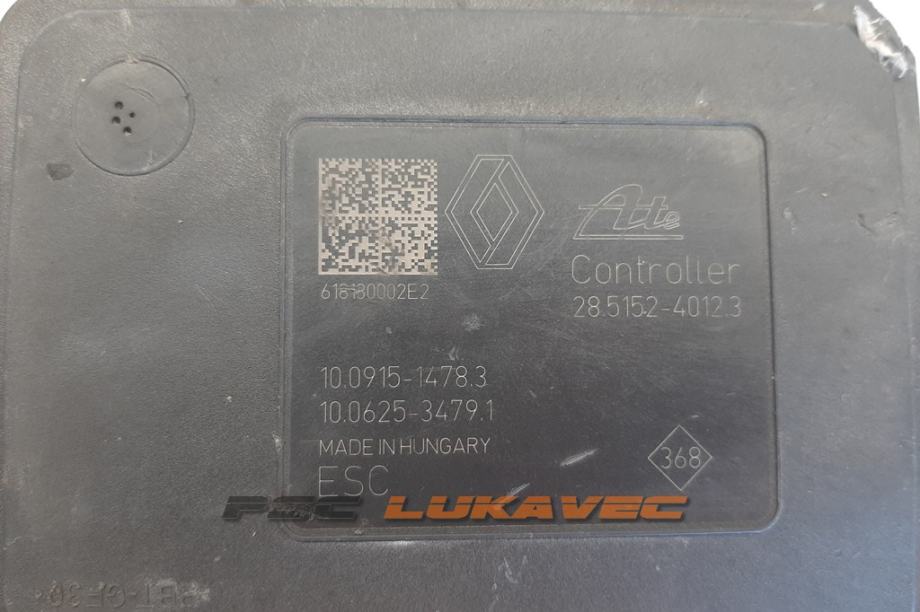 Ate
Controller
28.5152-4012.3
618180002E2
10.0915-1478.3
10.0625-3479.1
MADE IN HUNGARY
368
ESC
PSC LUKAVEC